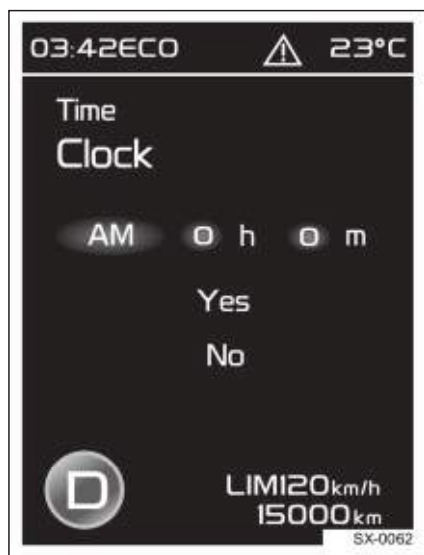 03:42ECO 23°C
Time
Clock
AM 0 h 0 m
Yes
No
D LIM120km/h
15000km
SX-0062